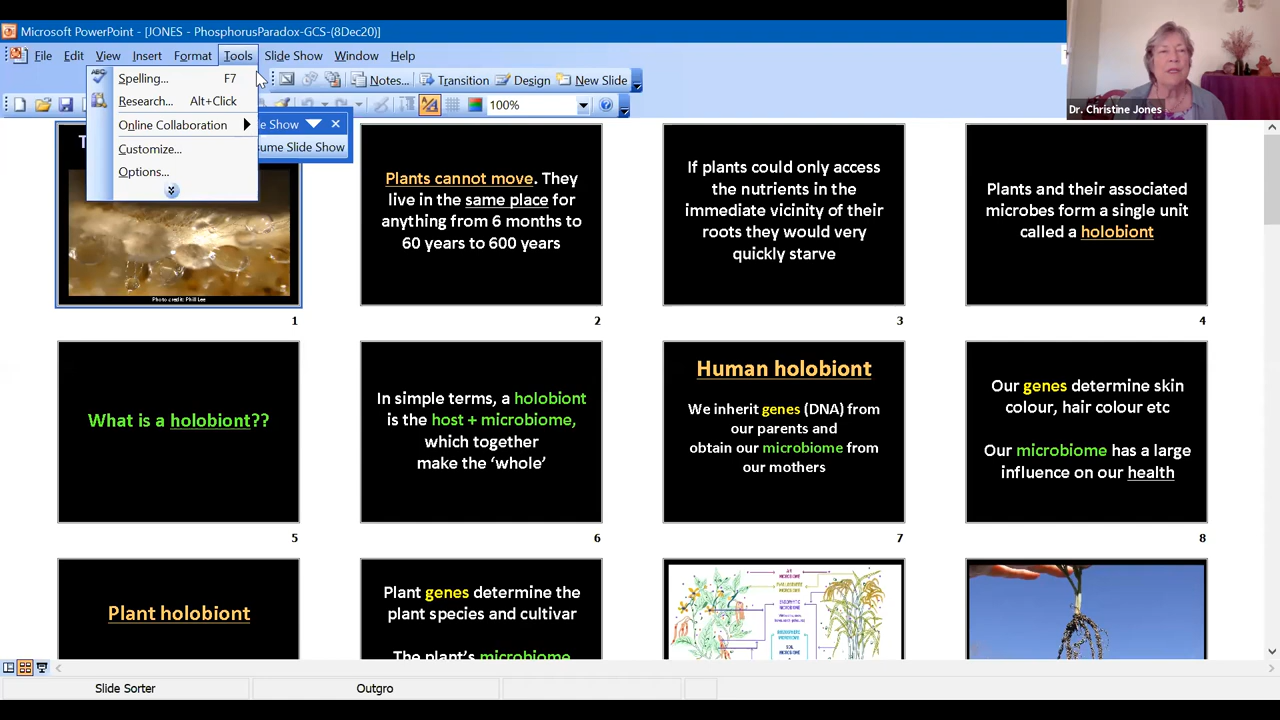 Microsoft PowerPoint - [JONES - PhosphorusParadox-GCS-(8Dec20)]
File Edit View Insert Format Tools Slide Show Window Help
Spelling... F7
Research... Alt+Click
Online Collaboration
Customize...
Options...
Notes... Transition Design New Slide
100%
e Show
ume Slide Show
Dr. Christine Jones
T
Photo credit: Phill Lee
1
Plants cannot move. They
live in the same place for
anything from 6 months to
60 years to 600 years
2
If plants could only access
the nutrients in the
immediate vicinity of their
roots they would very
quickly starve
3
Plants and their associated
microbes form a single unit
called a holobiont
4
What is a holobiont??
5
In simple terms, a holobiont
is the host + microbiome,
which together
make the ‘whole’
6
Human holobiont
We inherit genes (DNA) from
our parents and
obtain our microbiome from
our mothers
7
Our genes determine skin
colour, hair colour etc
Our microbiome has a large
influence on our health
8
Plant holobiont
Plant genes determine the
plant species and cultivar
The plant's microbiome
Slide Sorter
Outgro